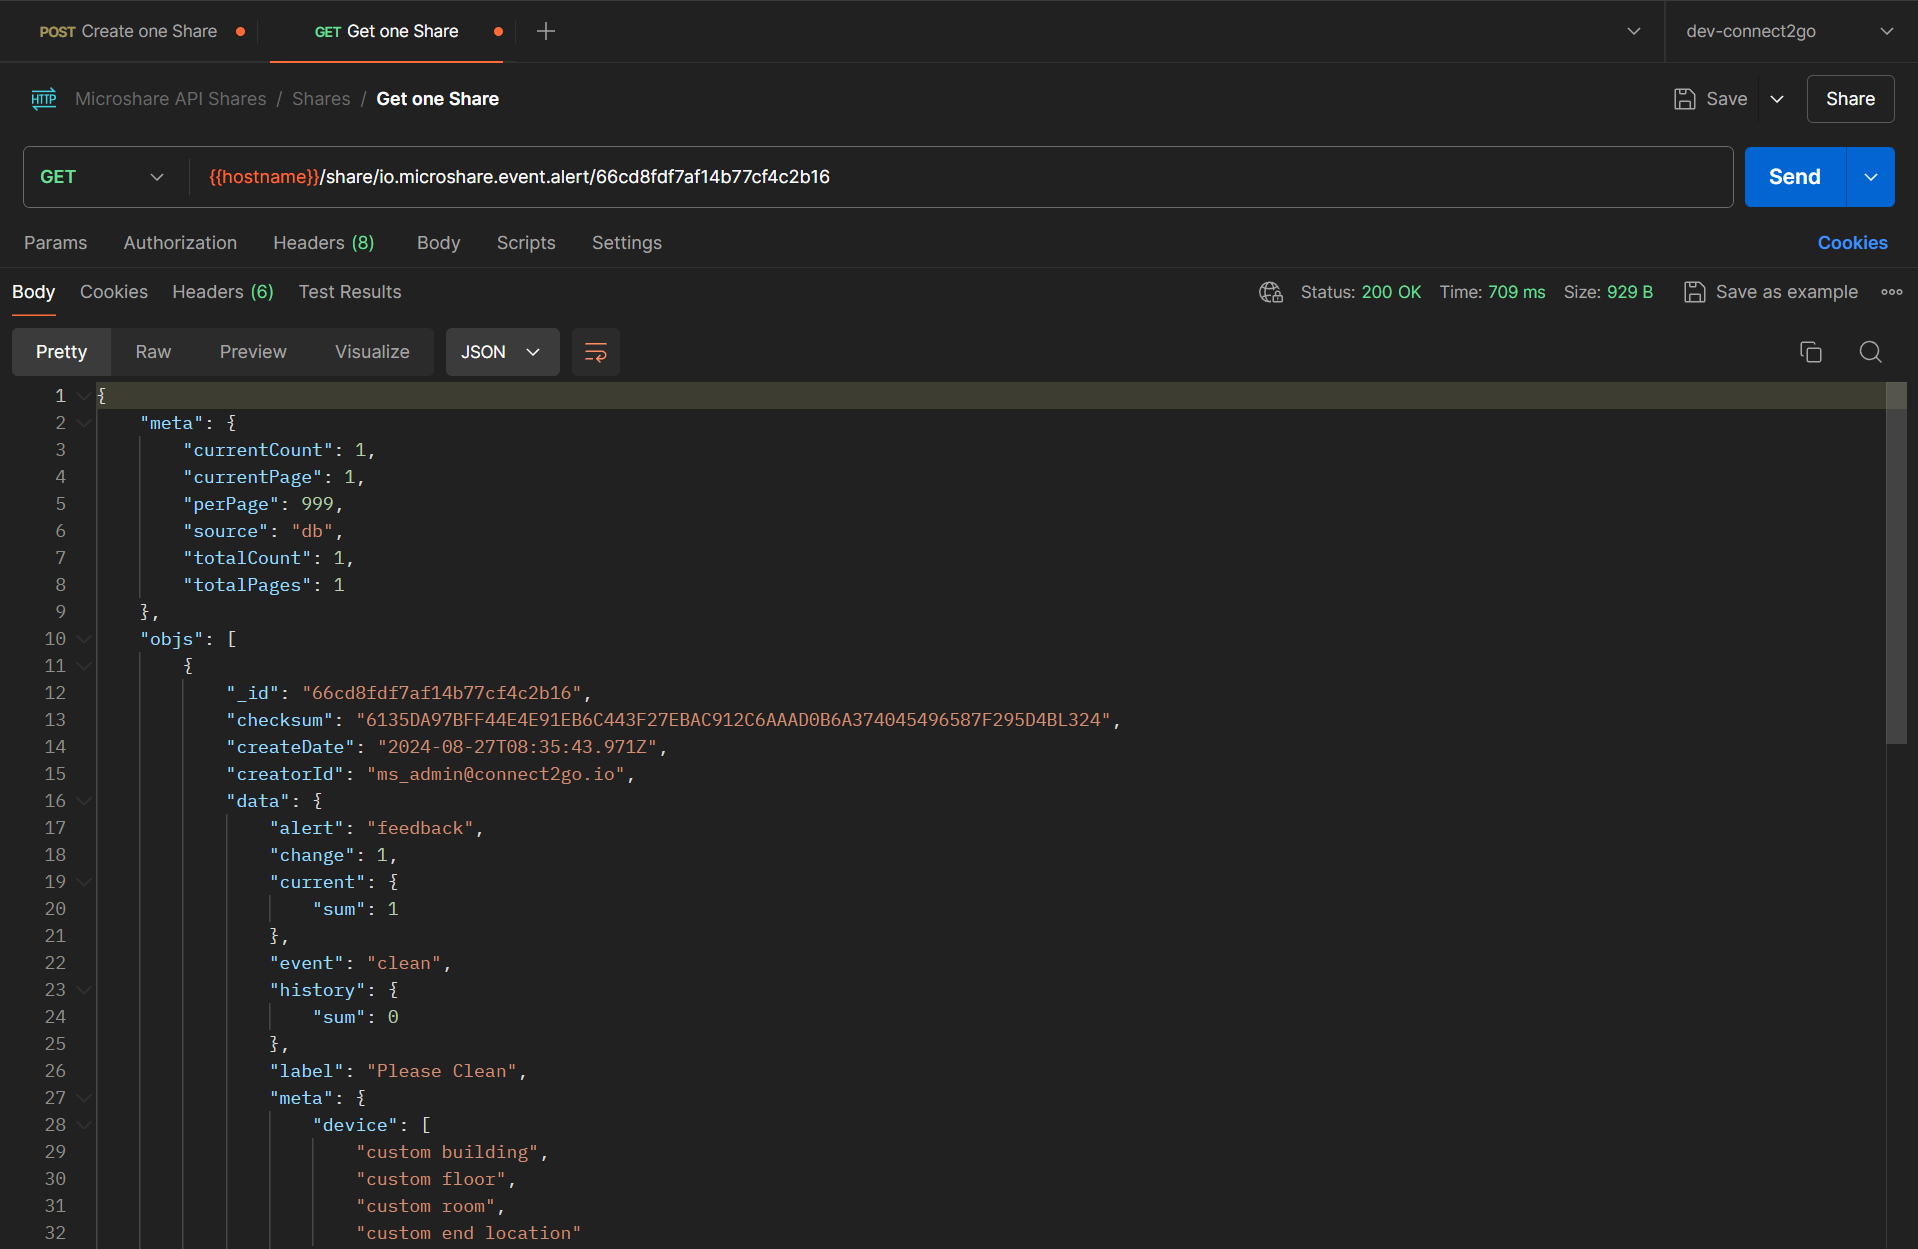 POST Create one Share
GET Get one Share
dev-connect2go
HTTP Microshare API Shares / Shares / Get one Share
Save
Share
GET
{{hostname}}/share/io.microshare.event.alert/66cd8fdf7af14b77cf4c2b16
Send
Params Authorization Headers (8) Body Scripts Settings Cookies
Body Cookies Headers (6) Test Results Status: 200 OK Time: 709 ms Size: 929 B Save as example
Pretty Raw Preview Visualize JSON
1 {
2 "meta": {
3 "currentCount": 1,
4 "currentPage": 1,
5 "perPage": 999,
6 "source": "db",
7 "totalCount": 1,
8 "totalPages": 1
9 },
10 "objs": [
11 {
12 "_id": "66cd8fdf7af14b77cf4c2b16",
13 "checksum": "6135DA97BFF44E4E91EB6C443F27EBAC912C6AAAD0B6A374045496587F295D4BL324",
14 "createDate": "2024-08-27T08:35:43.971Z",
15 "creatorId": "ms_admin@connect2go.io",
16 "data": {
17 "alert": "feedback",
18 "change": 1,
19 "current": {
20 "sum": 1
21 },
22 "event": "clean",
23 "history": {
24 "sum": 0
25 },
26 "label": "Please Clean",
27 "meta": {
28 "device": [
29 "custom building",
30 "custom floor",
31 "custom room",
32 "custom end location"